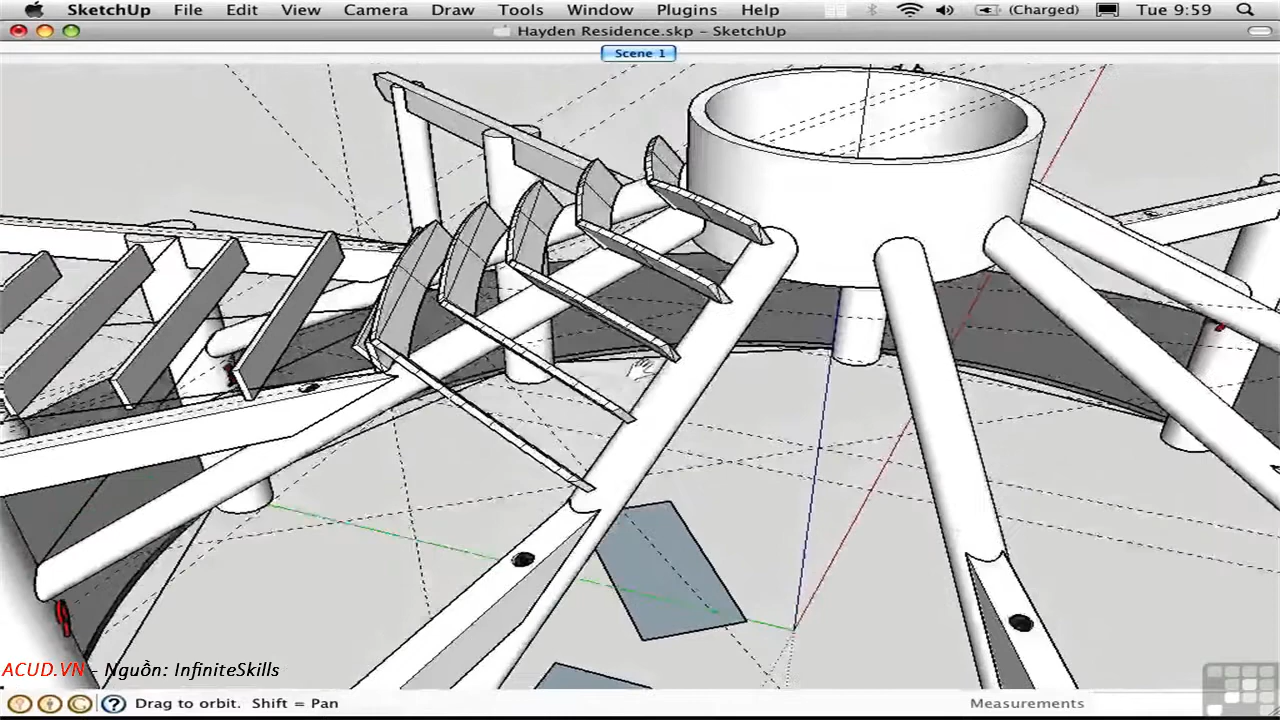 SketchUp File Edit View Camera Draw Tools Window Plugins Help (Charged) Tue 9:59
Hayden Residence.skp – SketchUp
Scene 1
ACUD.VN - Nguồn: InfiniteSkills
Drag to orbit. Shift = Pan Measurements